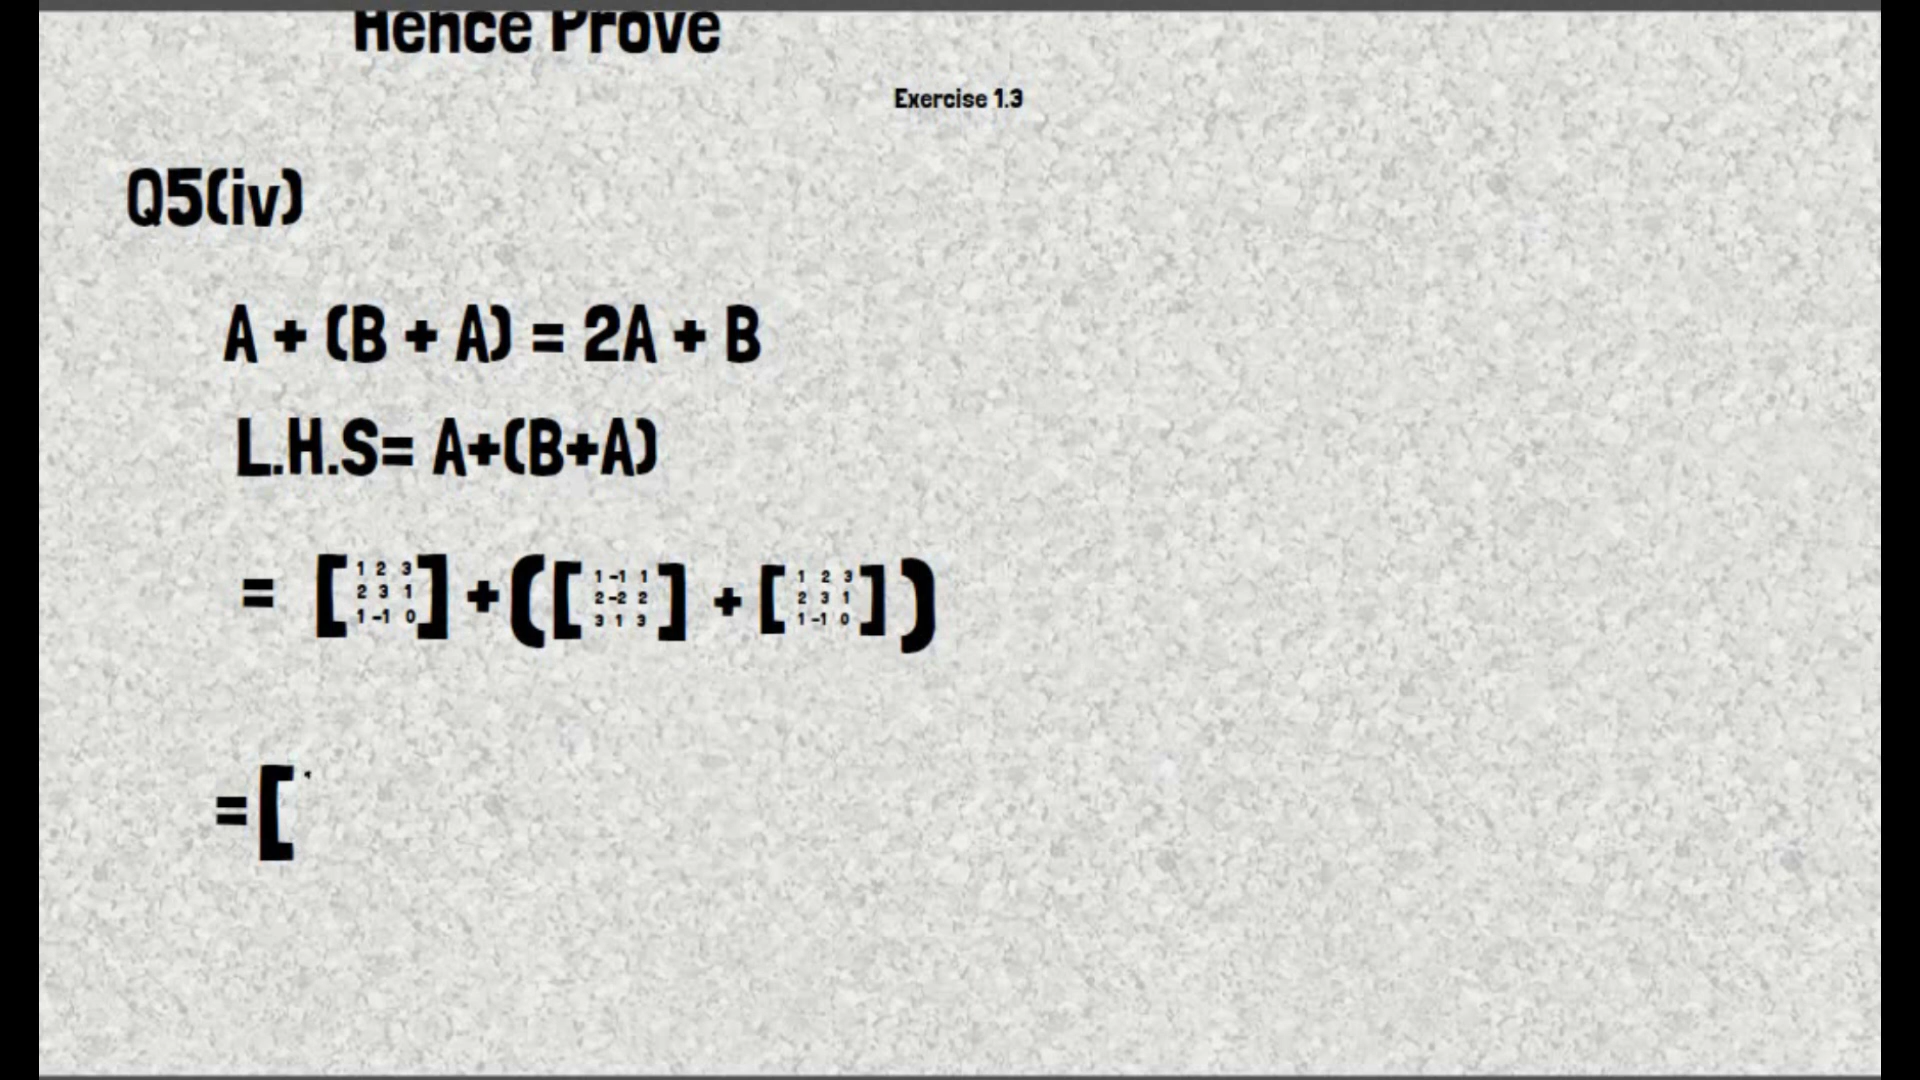 Hence Prove
Exercise 1.3
Q5(iv)
A + (B + A) = 2A + B
L.H.S= A+(B+A)
= [1 2 3 2 3 1 1 -1 0] + ([1 -1 1 2 -2 2 3 1 3] + [1 2 3 2 3 1 1 -1 0])
= [